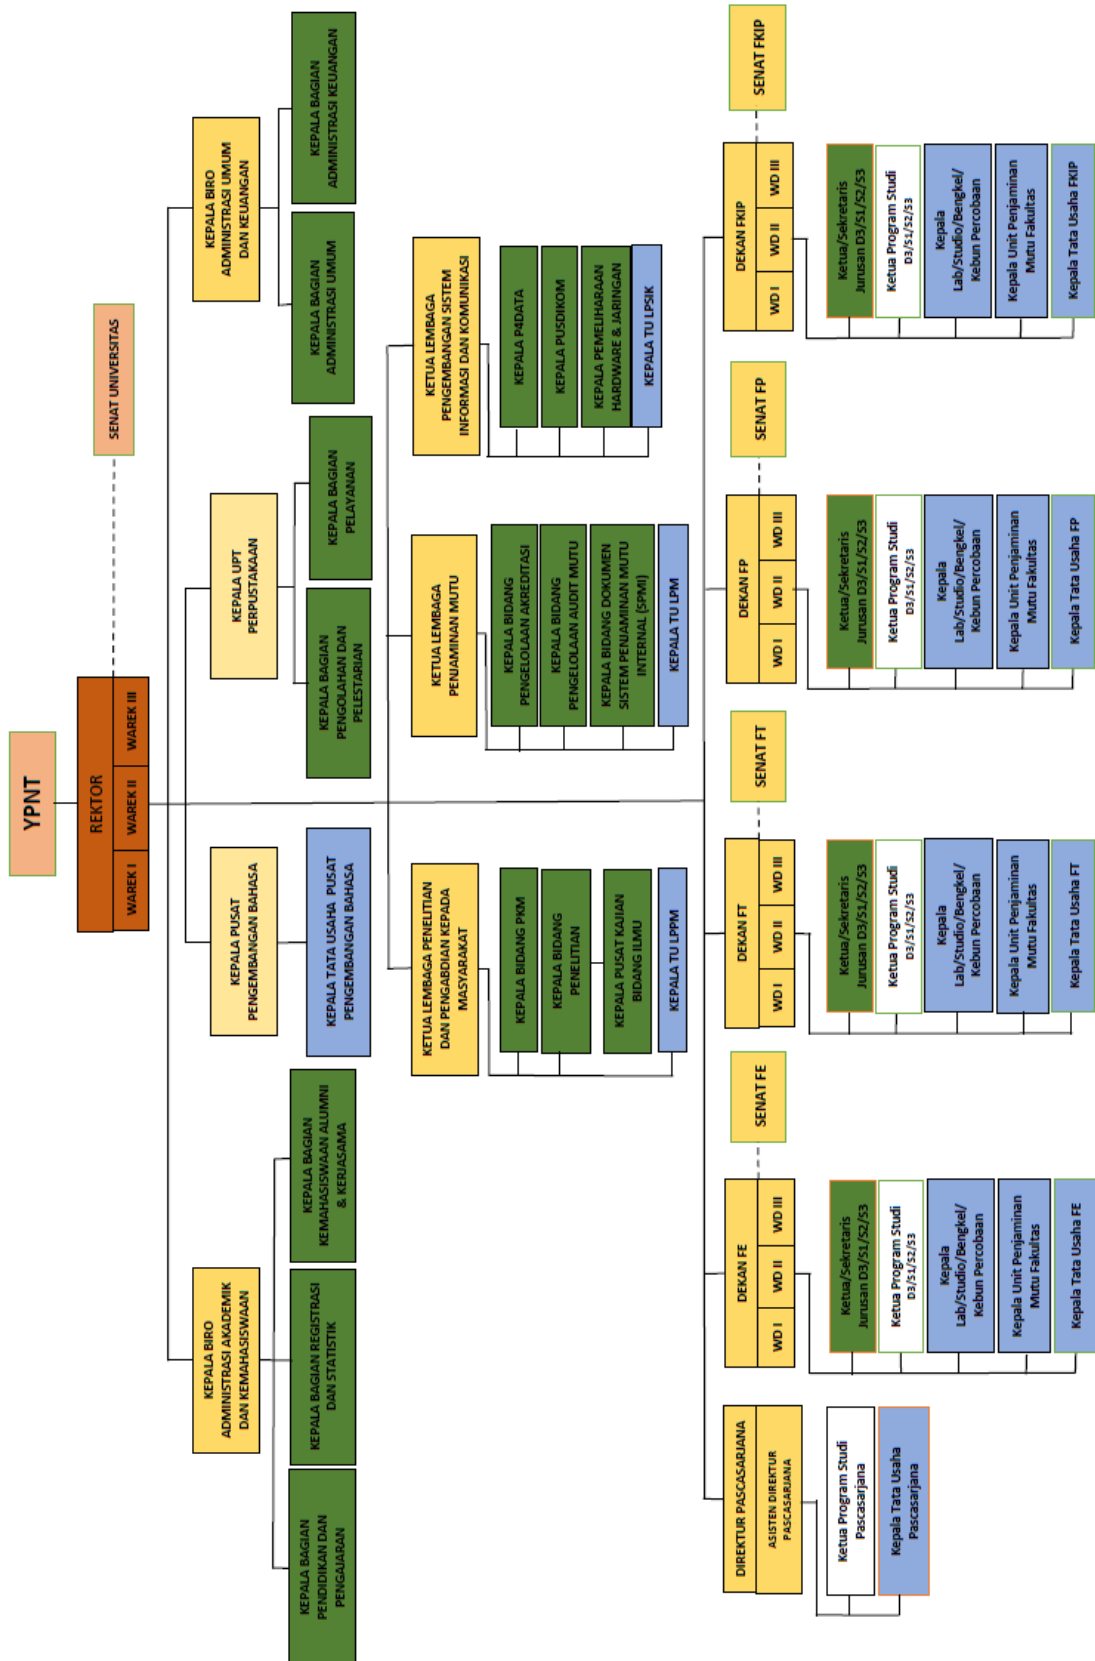 YPNT
REKTOR
WAREK I
WAREK II
WAREK III
SENAT UNIVERSITAS
KEPALA BIRO
ADMINISTRASI AKADEMIK
DAN KEMAHASISWAAN
KEPALA PUSAT
PENGEMBANGAN BAHASA
KEPALA UPT
PERPUSTAKAAN
KEPALA BIRO
ADMINISTRASI UMUM
DAN KEUANGAN
KEPALA BAGIAN
PENDIDIKAN DAN
PENGAJARAN
KEPALA BAGIAN REGISTRASI
DAN STATISTIK
KEPALA BAGIAN
KEMAHASISWAAN ALUMNI
& KERJASAMA
KEPALA TATA USAHA PUSAT
PENGEMBANGAN BAHASA
KEPALA BAGIAN
PENGOLAHAN DAN
PELESTARIAN
KEPALA BAGIAN
PELAYANAN
KEPALA BAGIAN
ADMINISTRASI UMUM
KEPALA BAGIAN
ADMINISTRASI KEUANGAN
KETUA LEMBAGA PENELITIAN
DAN PENGABDIAN KEPADA
MASYARAKAT
KEPALA BIDANG PKM
KEPALA BIDANG
PENELITIAN
KEPALA PUSAT KAJIAN
BIDANG ILMU
KEPALA TU LPPM
KETUA LEMBAGA
PENJAMINAN MUTU
KEPALA BIDANG
PENGELOLAAN AKREDITASI
KEPALA BIDANG
PENGELOLAAN AUDIT MUTU
KEPALA BIDANG DOKUMEN
SISTEM PENJAMINAN MUTU
INTERNAL (SPMI)
KEPALA TU LPM
KETUA LEMBAGA
PENGEMBANGAN SISTEM
INFORMASI DAN KOMUNIKASI
KEPALA P4DATA
KEPALA PUSDIKOM
KEPALA PEMELIHARAAN
HARDWARE & JARINGAN
KEPALA TU LPSIK
DIREKTUR PASCASARJANA
ASISTEN DIREKTUR
PASCASARJANA
Ketua Program Studi
Pascasarjana
Kepala Tata Usaha
Pascasarjana
DEKAN FE
WD I
WD II
WD III
SENAT FE
Ketua/Sekretaris
Jurusan D3/S1/S2/S3
Ketua Program Studi
D3/S1/S2/S3
Kepala
Lab/Studio/Bengkel/
Kebun Percobaan
Kepala Unit Penjaminan
Mutu Fakultas
Kepala Tata Usaha FE
DEKAN FT
WD I
WD II
WD III
SENAT FT
Ketua/Sekretaris
Jurusan D3/S1/S2/S3
Ketua Program Studi
D3/S1/S2/S3
Kepala
Lab/Studio/Bengkel/
Kebun Percobaan
Kepala Unit Penjaminan
Mutu Fakultas
Kepala Tata Usaha FT
DEKAN FP
WD I
WD II
WD III
SENAT FP
Ketua/Sekretaris
Jurusan D3/S1/S2/S3
Ketua Program Studi
D3/S1/S2/S3
Kepala
Lab/Studio/Bengkel/
Kebun Percobaan
Kepala Unit Penjaminan
Mutu Fakultas
Kepala Tata Usaha FP
DEKAN FKIP
WD I
WD II
WD III
SENAT FKIP
Ketua/Sekretaris
Jurusan D3/S1/S2/S3
Ketua Program Studi
D3/S1/S2/S3
Kepala
Lab/Studio/Bengkel/
Kebun Percobaan
Kepala Unit Penjaminan
Mutu Fakultas
Kepala Tata Usaha FKIP